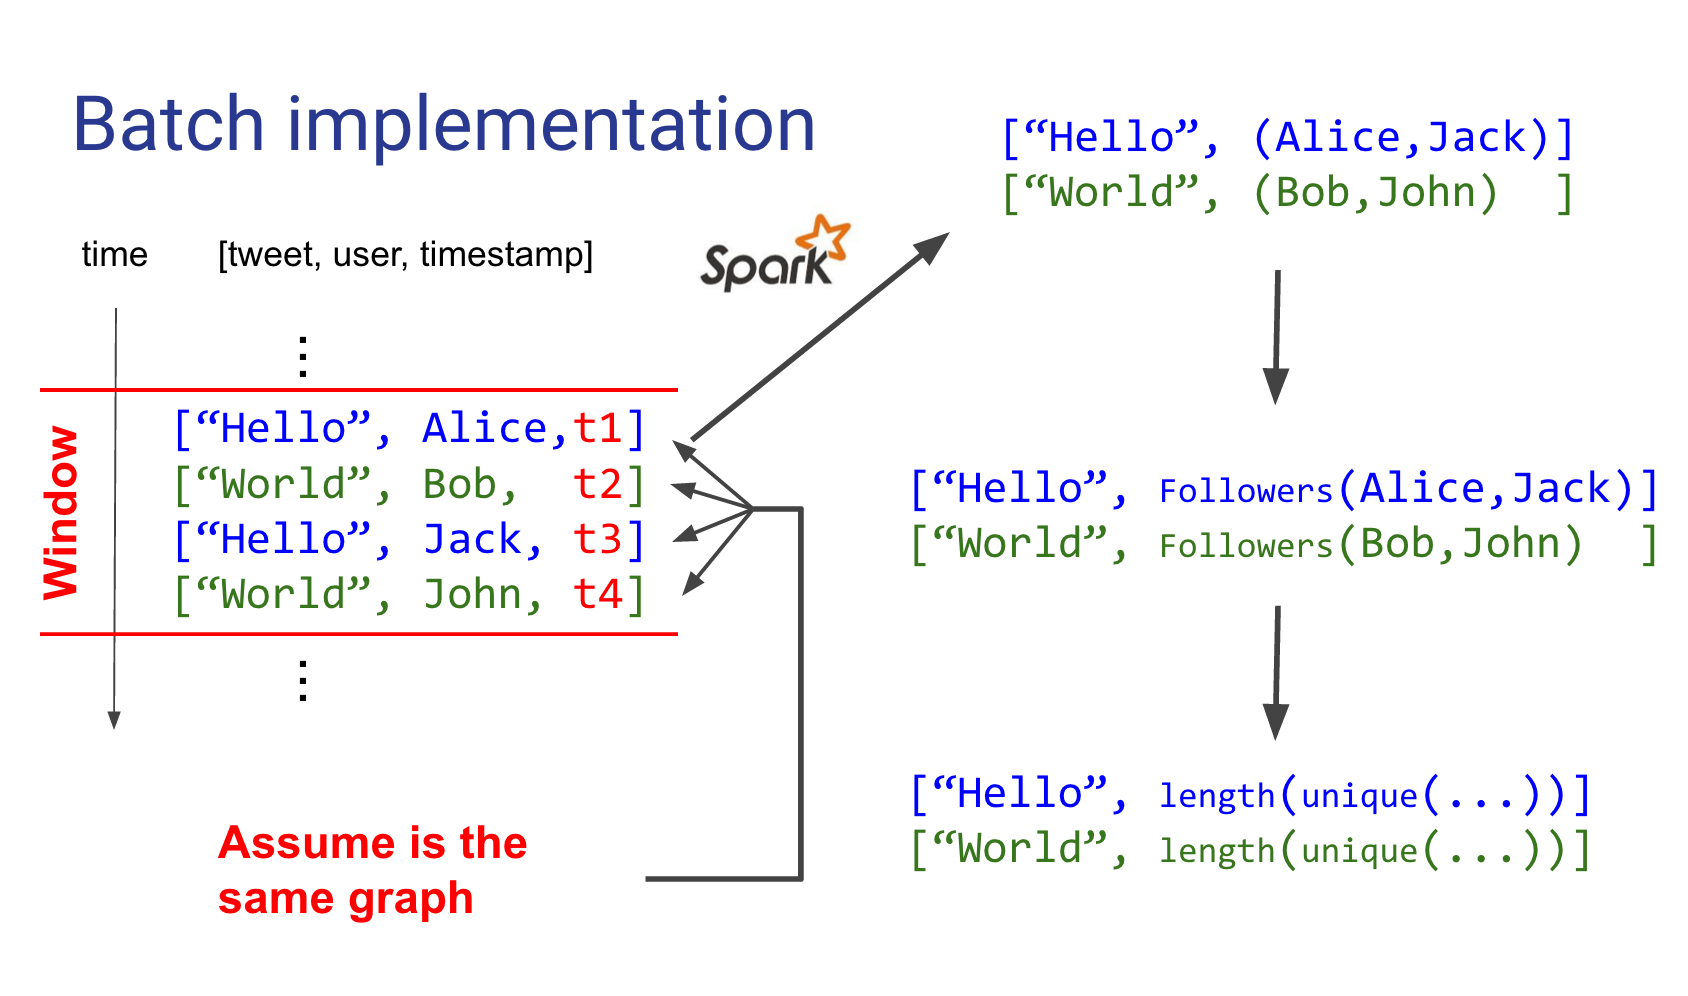 Batch implementation
time [tweet, user, timestamp]
Spark
⋮
Window
[“Hello”, Alice,t1]
[“World”, Bob, t2]
[“Hello”, Jack, t3]
[“World”, John, t4]
⋮
Assume is the
same graph
[“Hello”, (Alice,Jack)]
[“World”, (Bob,John) ]
[“Hello”, Followers(Alice,Jack)]
[“World”, Followers(Bob,John) ]
[“Hello”, length(unique(...))]
[“World”, length(unique(...))]